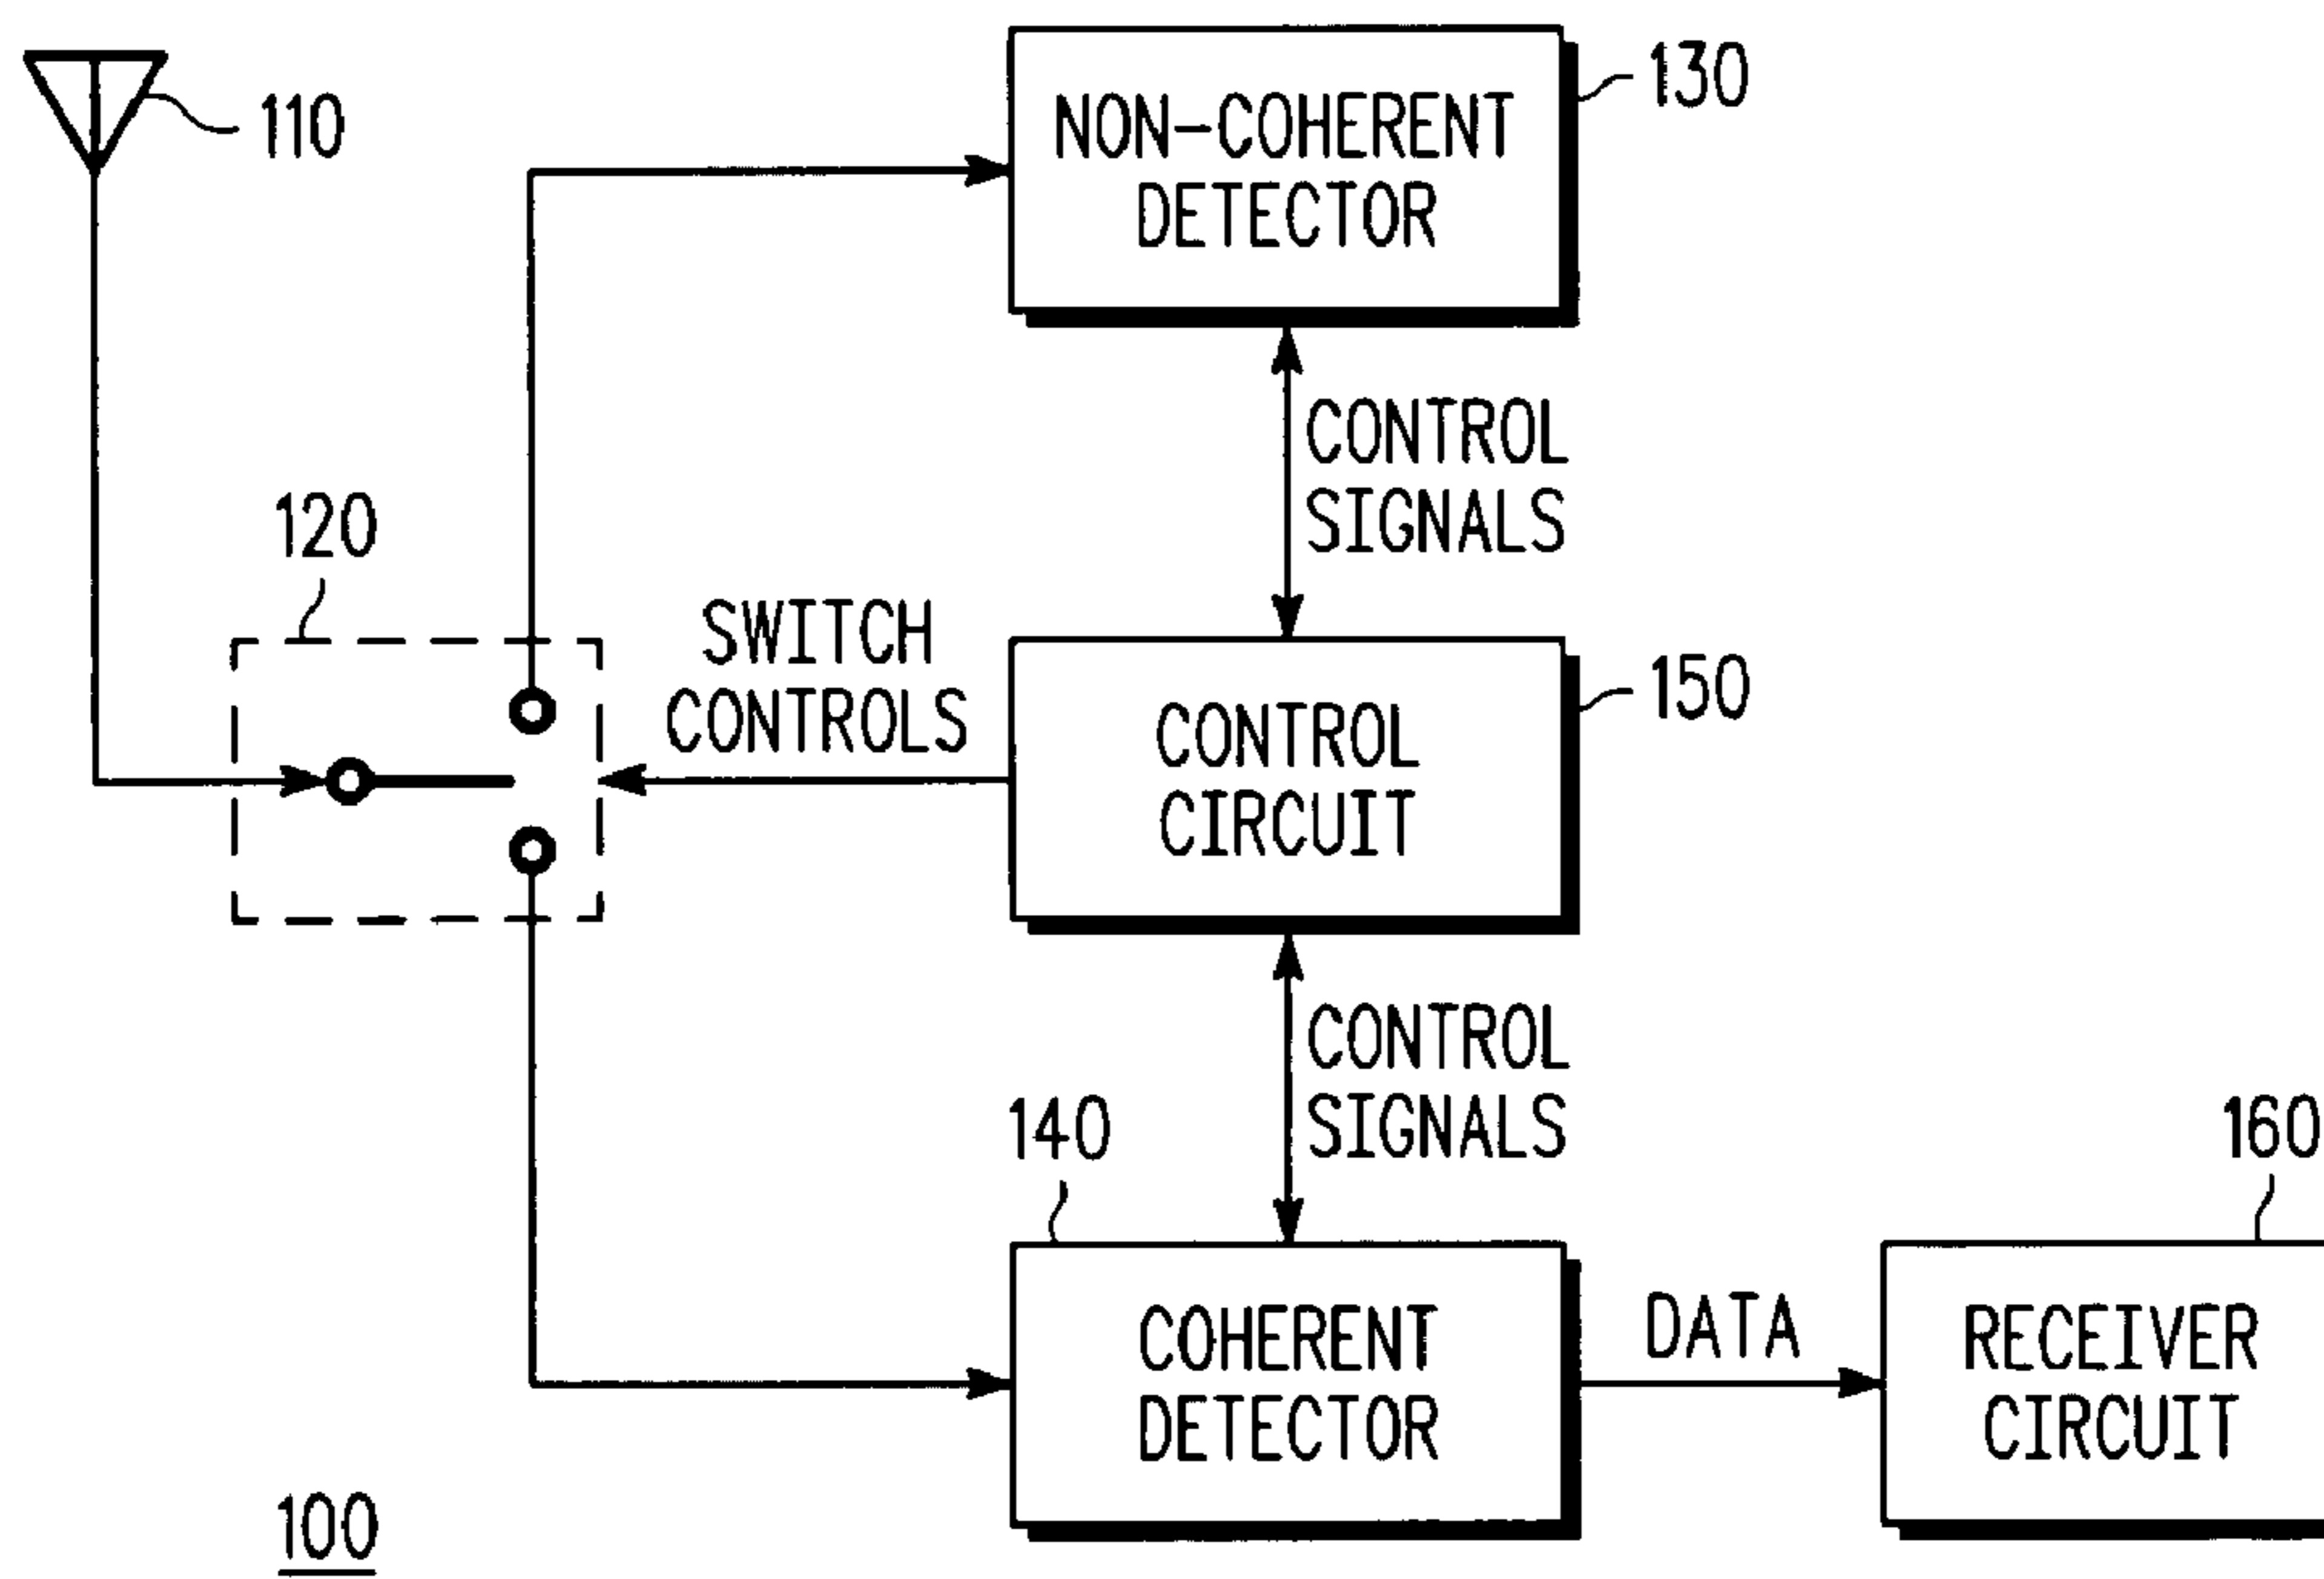 110
NON-COHERENT
DETECTOR
130
CONTROL
SIGNALS
120
SWITCH
CONTROLS
CONTROL
CIRCUIT
150
CONTROL
SIGNALS
140
160
COHERENT
DETECTOR
DATA
RECEIVER
CIRCUIT
100